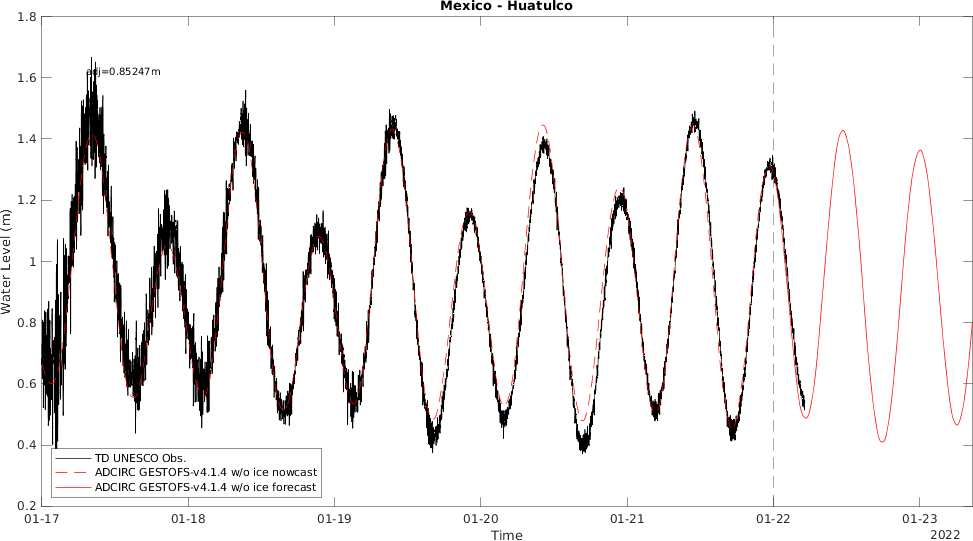 Mexico - Huatulco
1.8
1.6
1.4
1.2
1
0.8
0.6
0.4
0.2
Water Level (m)
adj=0.85247m
TD UNESCO Obs.
ADCIRC GESTOFS-v4.1.4 w/o ice nowcast
ADCIRC GESTOFS-v4.1.4 w/o ice forecast
01-17 01-18 01-19 01-20 01-21 01-22 01-23
Time
2022